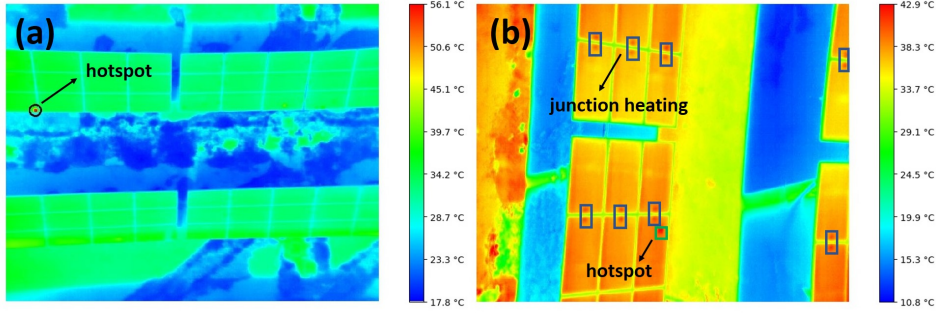 (a)
hotspot
56.1 °C
50.6 °C
45.1 °C
39.7 °C
34.2 °C
28.7 °C
23.3 °C
17.8 °C
(b)
junction heating
hotspot
42.9 °C
38.3 °C
33.7 °C
29.1 °C
24.5 °C
19.9 °C
15.3 °C
10.8 °C